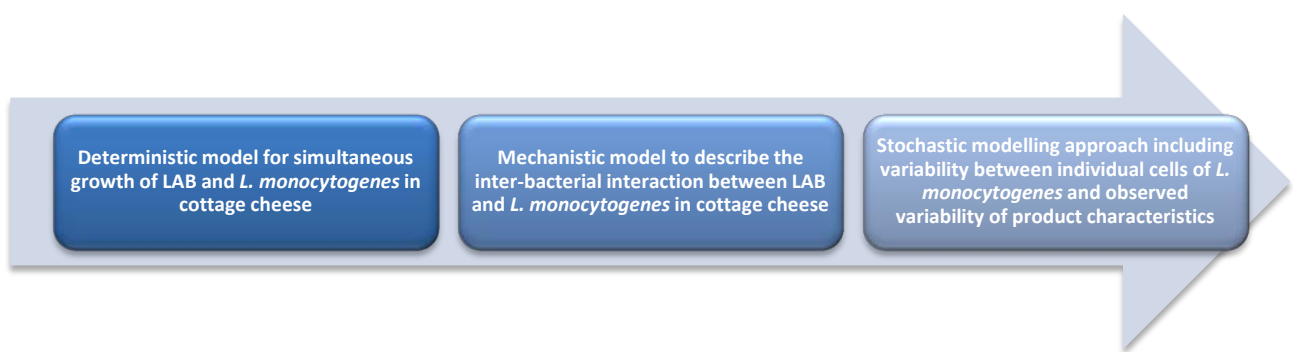 Deterministic model for simultaneous
growth of LAB and L. monocytogenes in
cottage cheese
Mechanistic model to describe the
inter-bacterial interaction between LAB
and L. monocytogenes in cottage cheese
Stochastic modelling approach including
variability between individual cells of L.
monocytogenes and observed
variability of product characteristics